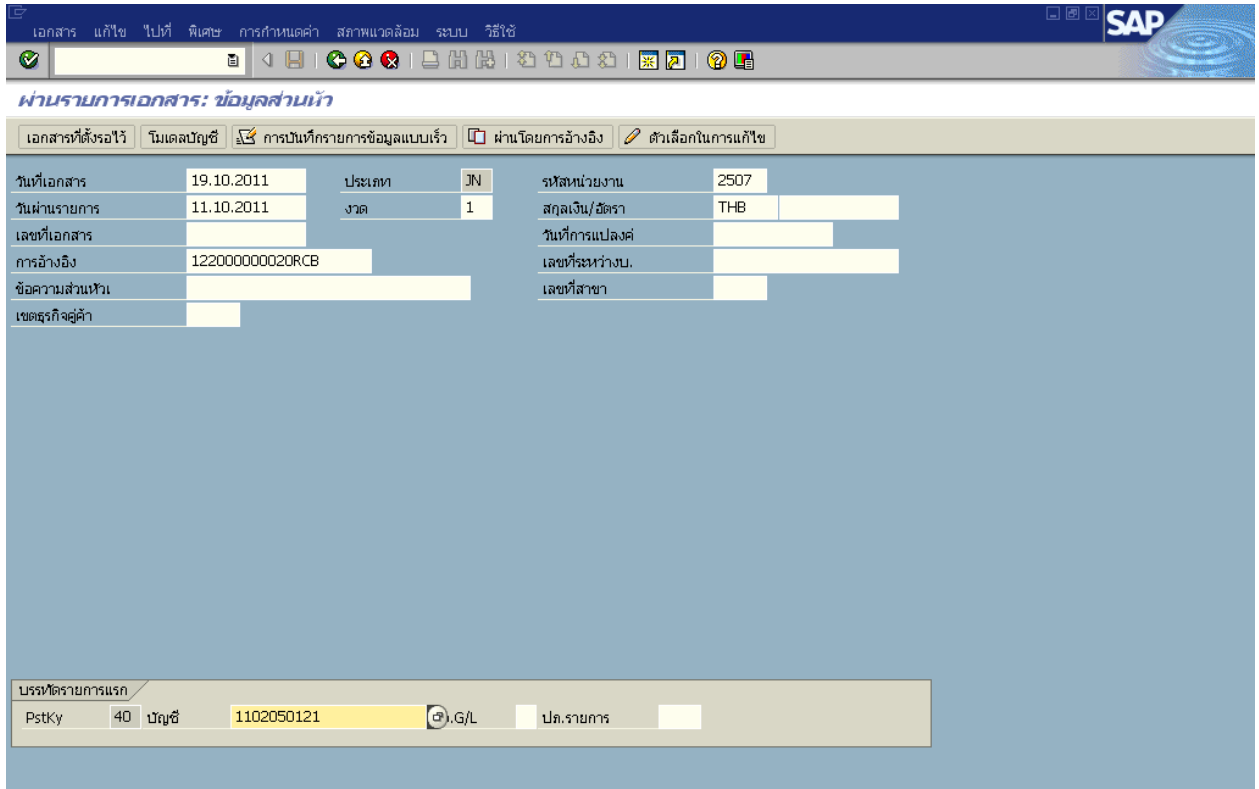 เอกสาร แก้ไข ไปที่ พิเศษ การกำหนดค่า สภาพแวดล้อม ระบบ วิธีใช้
SAP
ผ่านรายการเอกสาร: ข้อมูลส่วนหัว
เอกสารที่ตั้งรอไว้ โมเดลบัญชี การบันทึกรายการข้อมูลแบบเร็ว ผ่านโดยการอ้างอิง ตัวเลือกในการแก้ไข
วันที่เอกสาร 19.10.2011 ประเภท JN รหัสหน่วยงาน 2507
วันผ่านรายการ 11.10.2011 งวด 1 สกุลเงิน/อัตรา THB
เลขที่เอกสาร วันที่การแปลงค่
การอ้างอิง 122000000020RCB เลขที่ระหว่างบ.
ข้อความส่วนหัวเ เลขที่สาขา
เขตธุรกิจคู่ค้า
บรรทัดรายการแรก
PstKy 40 บัญชี 1102050121 .G/L ปภ.รายการ